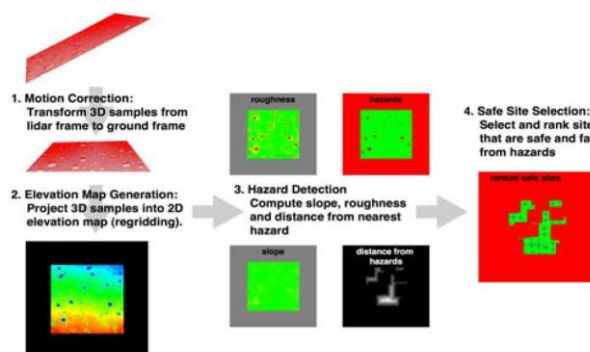 1. Motion Correction:
Transform 3D samples from
lidar frame to ground frame
2. Elevation Map Generation:
Project 3D samples into 2D
elevation map (regridding).
roughness
hazards
3. Hazard Detection
Compute slope, roughness
and distance from nearest
hazard
slope
distance from
hazards
4. Safe Site Selection:
Select and rank site
that are safe and fa
from hazards
ranked safe sites